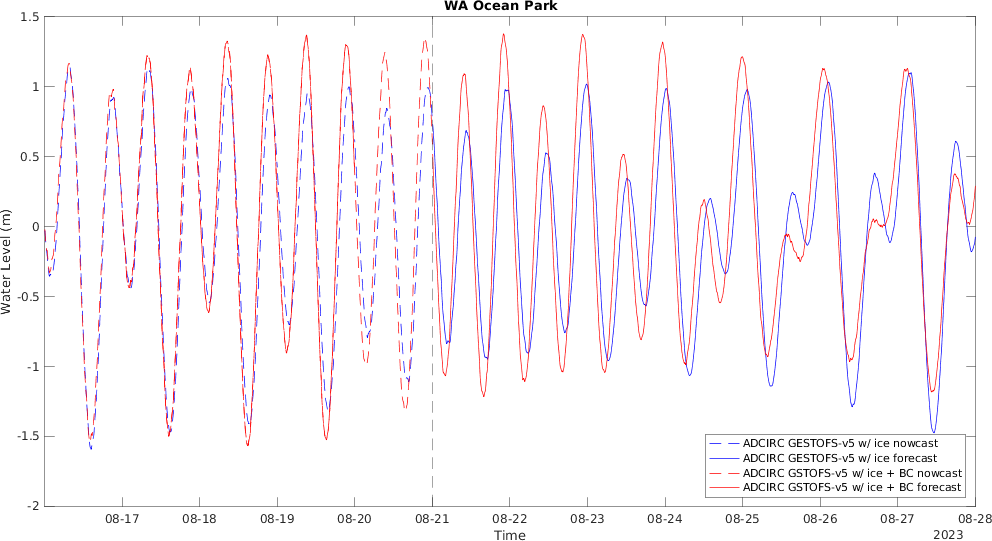 WA Ocean Park
1.5
1
0.5
0
-0.5
-1
-1.5
-2
Water Level (m)
08-17 08-18 08-19 08-20 08-21 08-22 08-23 08-24 08-25 08-26 08-27 08-28
Time
2023
ADCIRC GESTOFS-v5 w/ ice nowcast
ADCIRC GESTOFS-v5 w/ ice forecast
ADCIRC GSTOFS-v5 w/ ice + BC nowcast
ADCIRC GSTOFS-v5 w/ ice + BC forecast